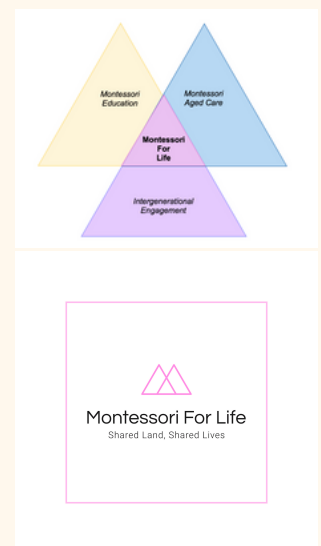 Montessori
Education
Montessori
Aged Care
Montessori
For
Life
Intergenerational
Engagement
Montessori For Life
Shared Land, Shared Lives